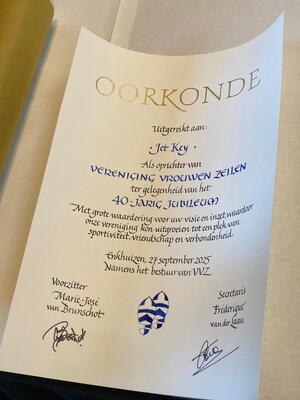 OORKONDE
Uitgereikt aan:
Jet Key
Als oprichter van
VERENIGING VROUWEN ZEILEN
ter gelegenheid van het
40-JARIG JUBILEUM
Met grote waardering voor uw visie en inzet waardoor
onze vereniging kon uitgroeien tot een plek van
sportiviteit, vriendschap en verbondenheid.
Enkhuizen, 27 september 2025
Namens het bestuur van VVZ.
Voorzitter
Marie-José
van Brunschot
Secretaris
Fréderique
van der Laan